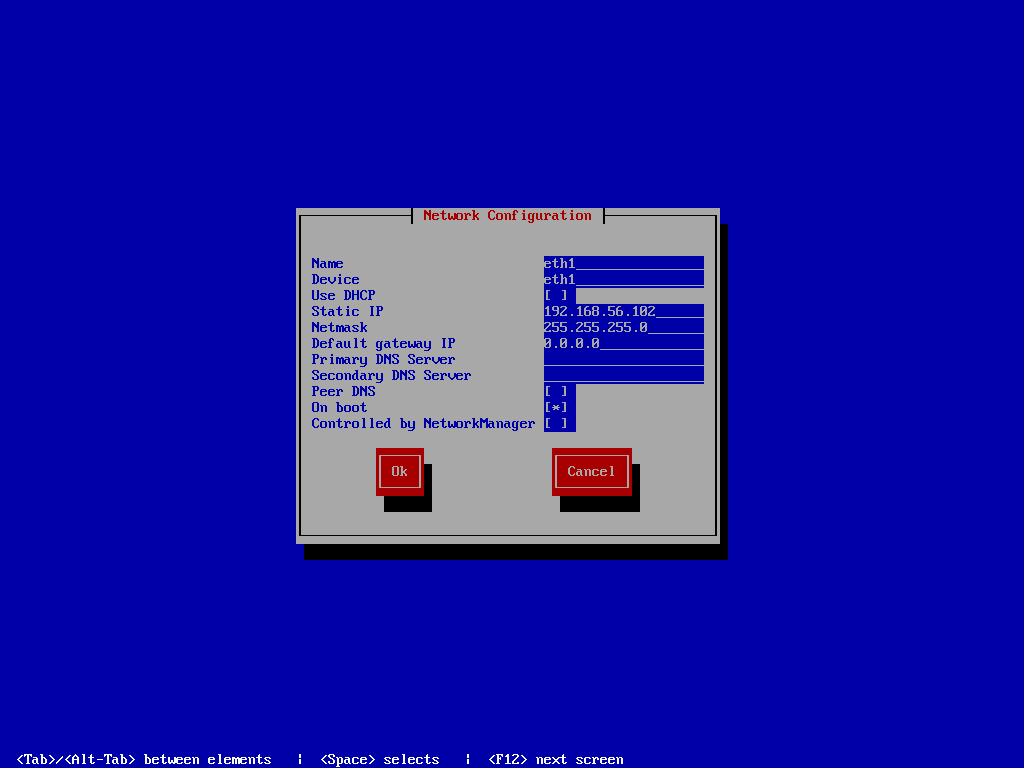 Network Configuration
Name eth1
Device eth1
Use DHCP [ ]
Static IP 192.168.56.102
Netmask 255.255.255.0
Default gateway IP 0.0.0.0
Primary DNS Server
Secondary DNS Server
Peer DNS [ ]
On boot [*]
Controlled by NetworkManager [ ]
Ok Cancel
<Tab>/<Alt-Tab> between elements | <Space> selects | <F12> next screen